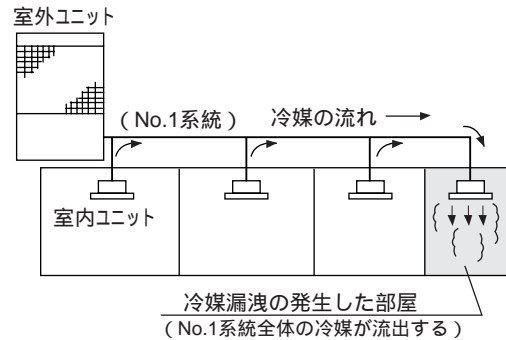 室外ユニット
(No.1系統) 冷媒の流れ
室内ユニット
冷媒漏洩の発生した部屋
(No.1系統全体の冷媒が流出する)